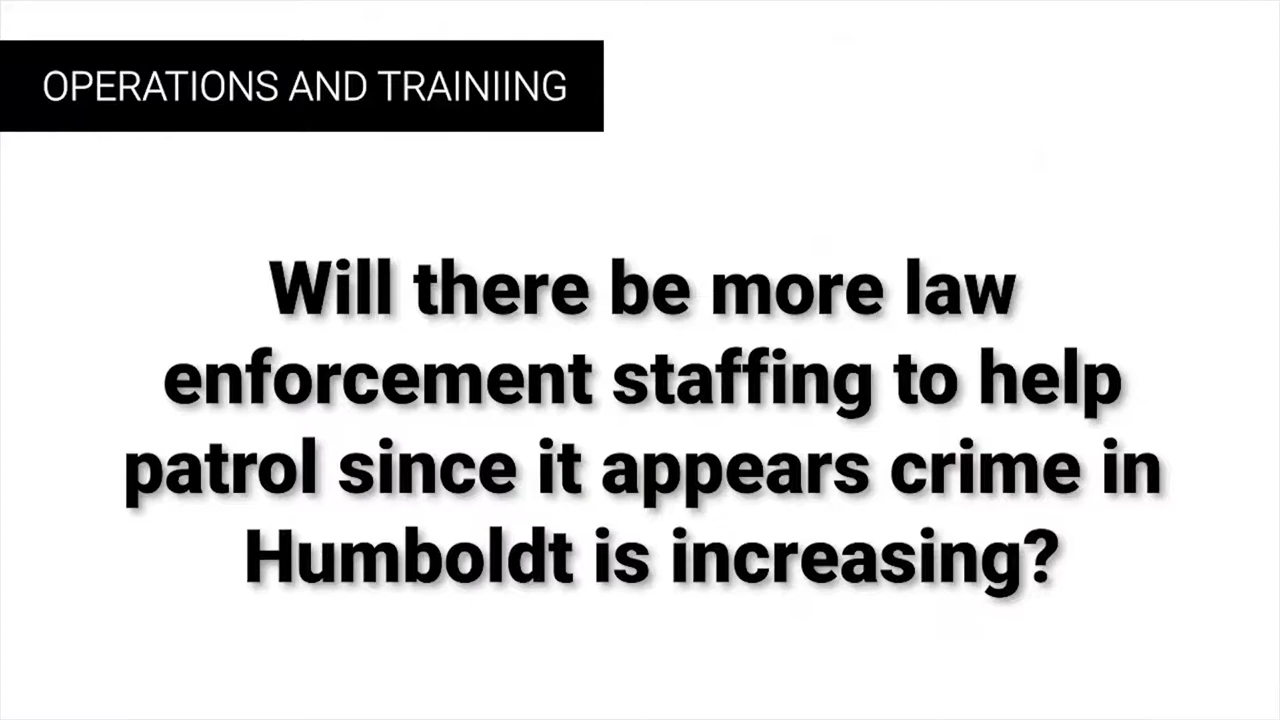 OPERATIONS AND TRAINIING
Will there be more law
enforcement staffing to help
patrol since it appears crime in
Humboldt is increasing?